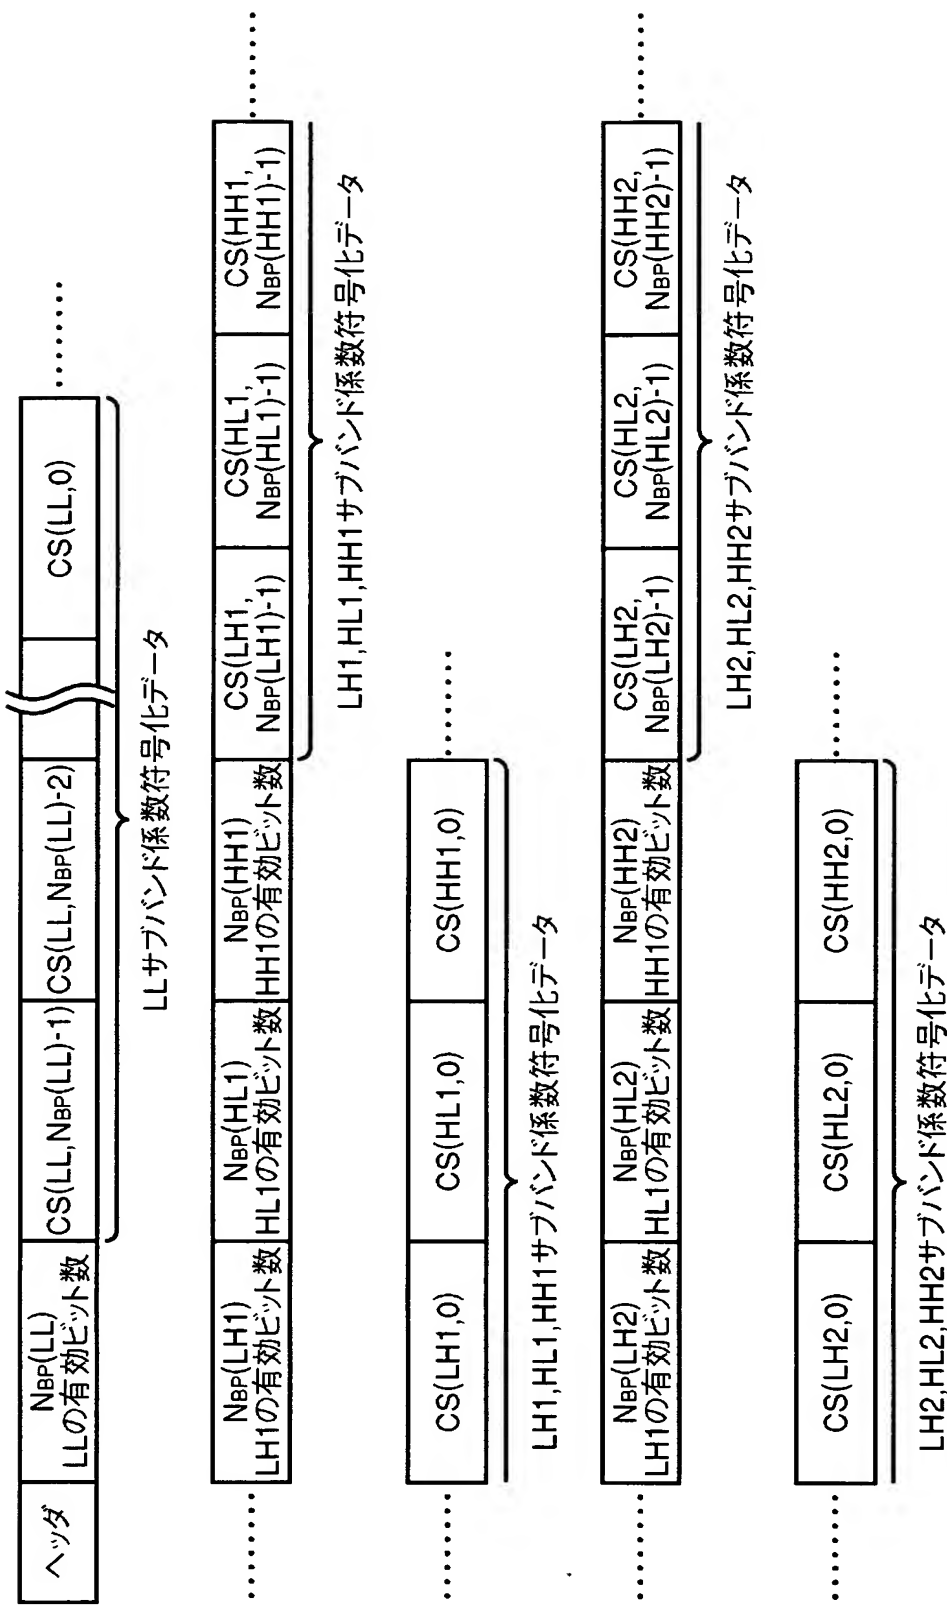 ヘッダ
NBP(LL)
LLの有効ビット数
CS(LL,NBP(LL)-1)
CS(LL,NBP(LL)-2)
CS(LL,0)
········
LLサブバンド係数符号化データ
········
NBP(LH1)
LH1の有効ビット数
NBP(HL1)
HL1の有効ビット数
NBP(HH1)
HH1の有効ビット数
CS(LH1,
NBP(LH1)-1)
CS(HL1,
NBP(HL1)-1)
CS(HH1,
NBP(HH1)-1)
········
LH1,HL1,HH1サブバンド係数符号化データ
········
CS(LH1,0)
CS(HL1,0)
CS(HH1,0)
········
LH1,HL1,HH1サブバンド係数符号化データ
········
NBP(LH2)
LH1の有効ビット数
NBP(HL2)
HL1の有効ビット数
NBP(HH2)
HH1の有効ビット数
CS(LH2,
NBP(LH2)-1)
CS(HL2,
NBP(HL2)-1)
CS(HH2,
NBP(HH2)-1)
········
LH2,HL2,HH2サブバンド係数符号化データ
········
CS(LH2,0)
CS(HL2,0)
CS(HH2,0)
········
LH2,HL2,HH2サブバンド係数符号化データ